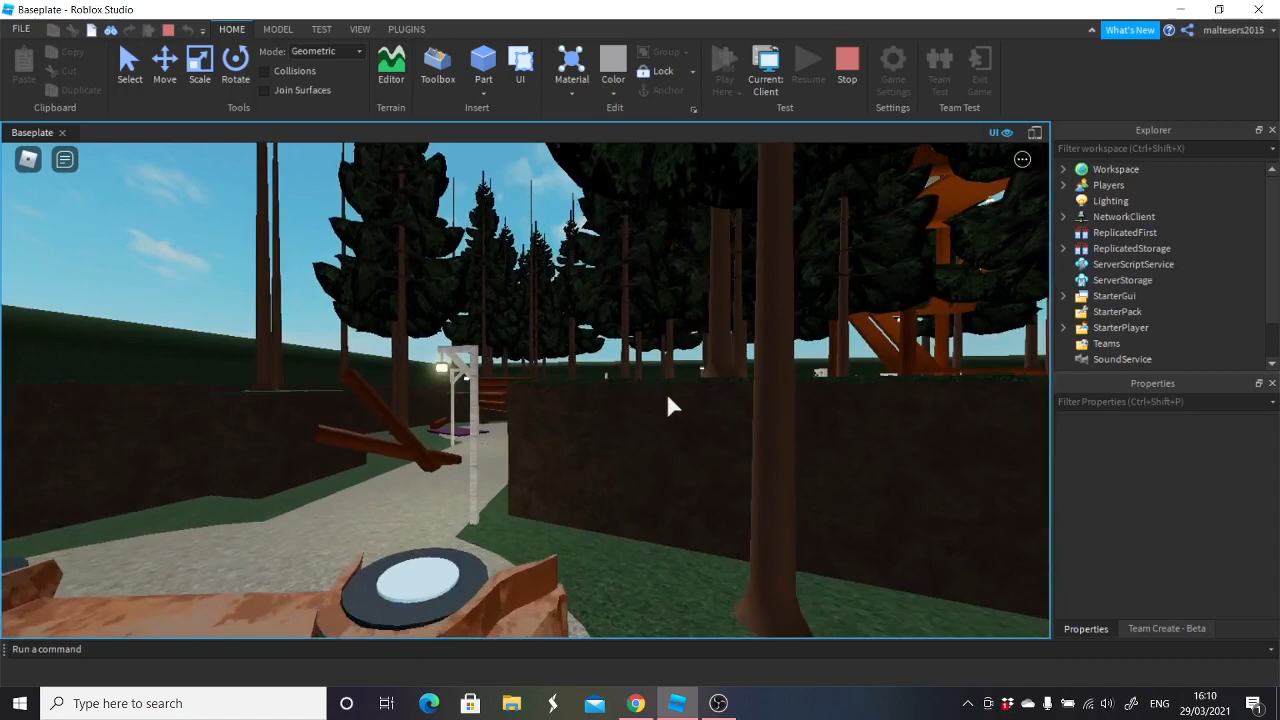 Baseplate - Roblox Studio
FILE HOME MODEL TEST VIEW PLUGINS What's New maltesers2015
Paste Copy Cut Duplicate
Clipboard
Select Move Scale Rotate
Mode: Geometric
Collisions
Join Surfaces
Tools
Editor
Terrain
Toolbox Part UI
Insert
Material Color Group Lock Anchor
Edit
Play Here Current: Client Resume Stop
Test
Game Settings
Settings
Team Test Exit Game
Team Test
Baseplate
UI
Explorer
Filter workspace (Ctrl+Shift+X)
Workspace
Players
Lighting
NetworkClient
ReplicatedFirst
ReplicatedStorage
ServerScriptService
ServerStorage
StarterGui
StarterPack
StarterPlayer
Teams
SoundService
Properties
Filter Properties (Ctrl+Shift+P)
Properties Team Create - Beta
Run a command
Type here to search
ENG
16:10
29/03/2021
1